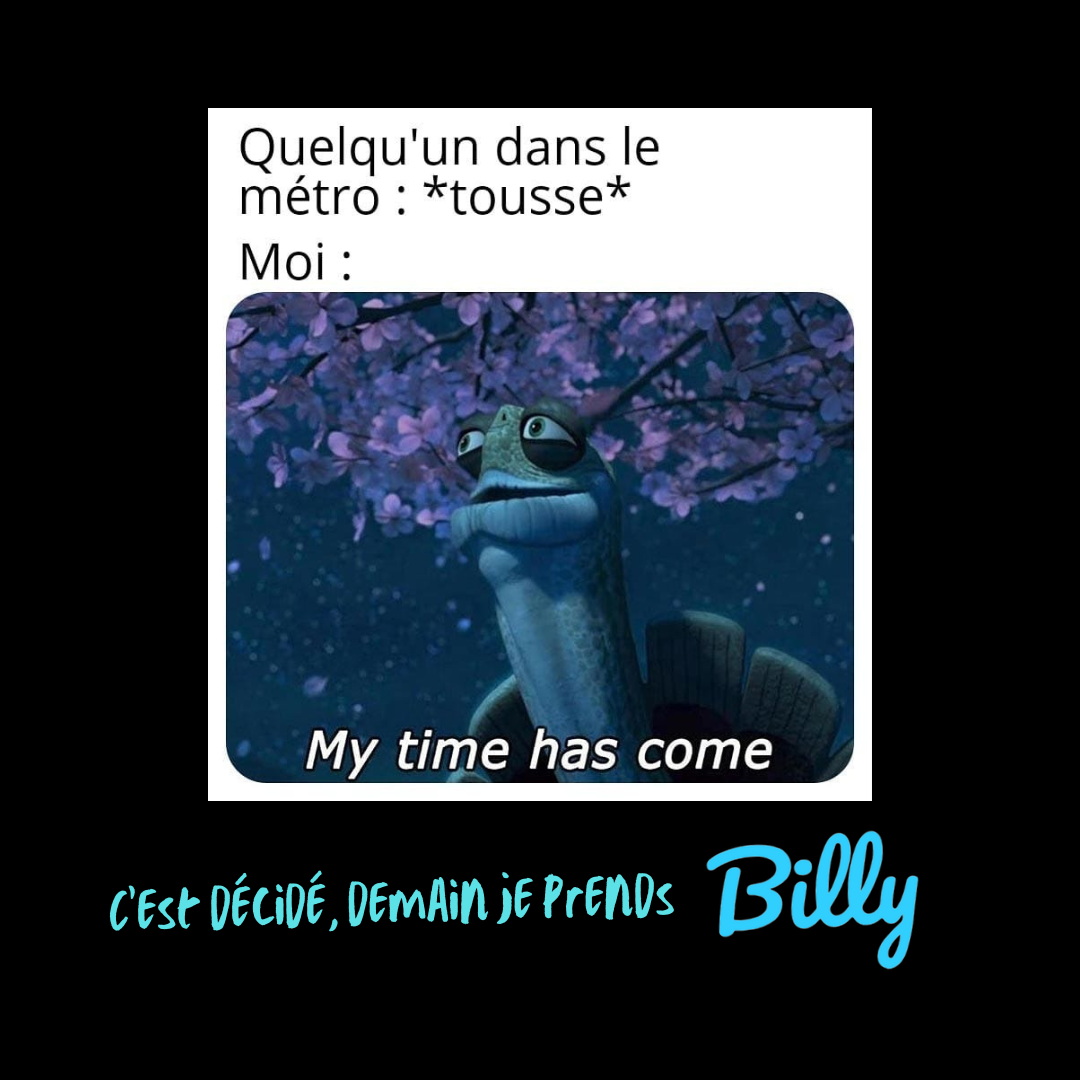 Quelqu'un dans le
métro : *tousse*
Moi :
My time has come
C'EST DÉCIDÉ, DEMAIN JE PRENDS Billy